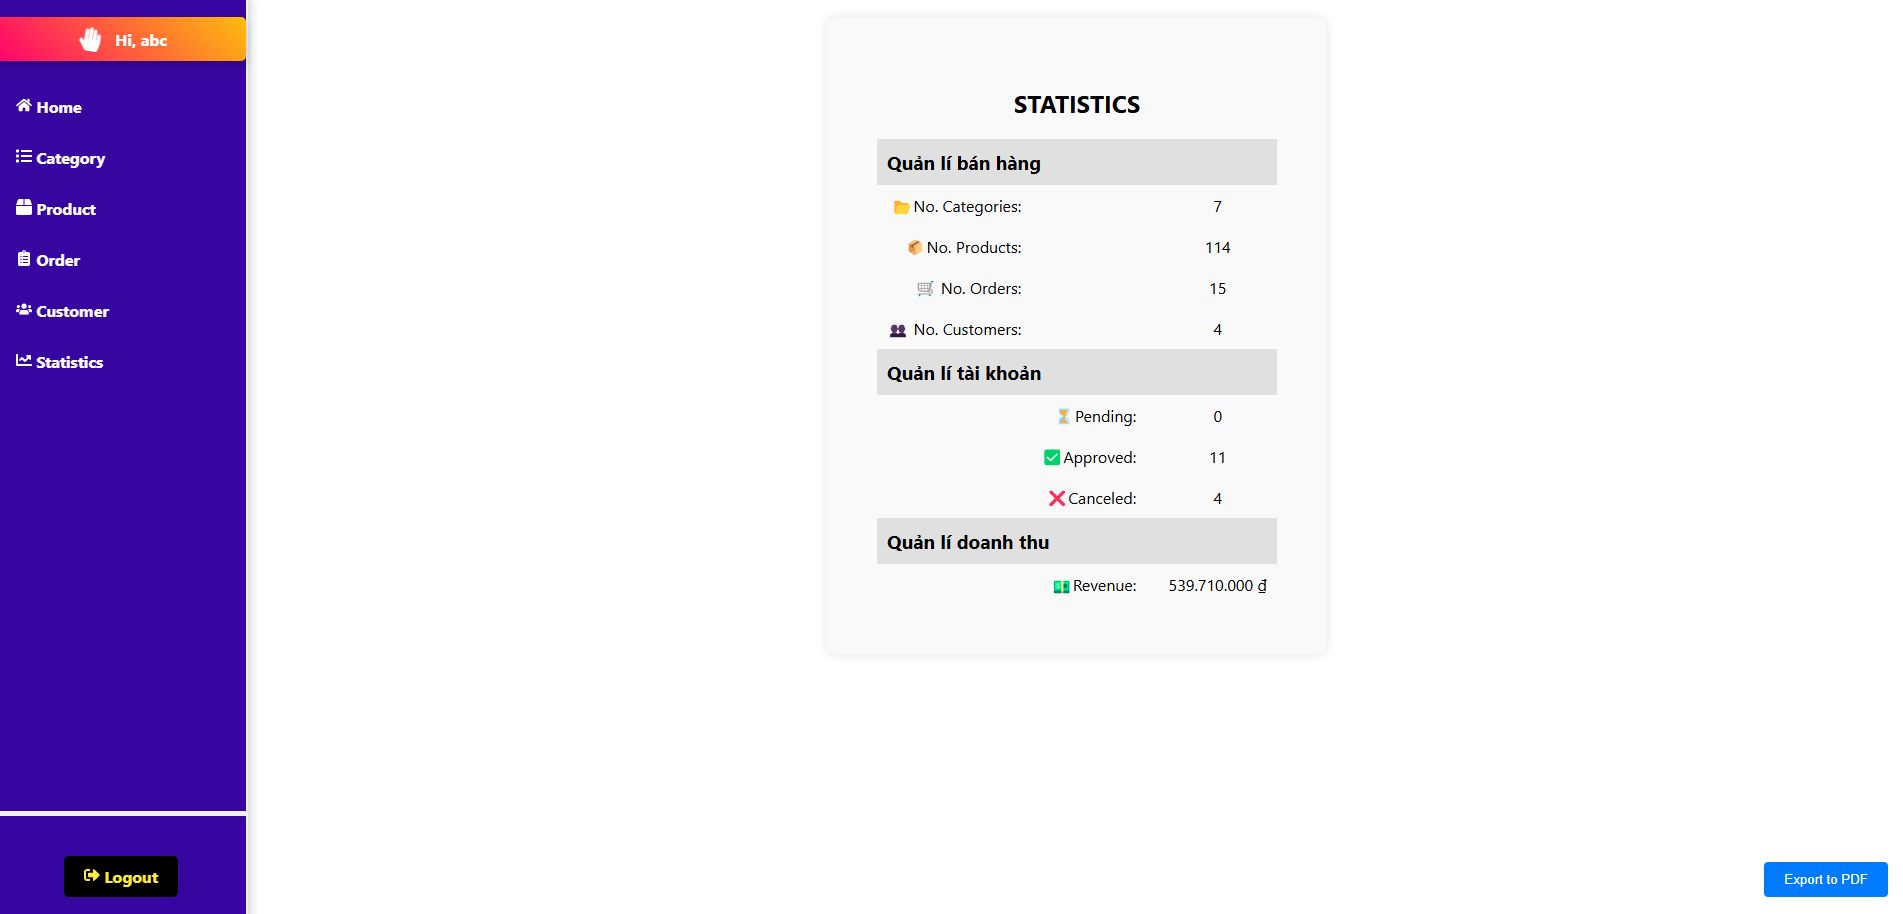 Hi, abc
Home
Category
Product
Order
Customer
Statistics
Logout
STATISTICS
Quản lí bán hàng
No. Categories: 7
No. Products: 114
No. Orders: 15
No. Customers: 4
Quản lí tài khoản
Pending: 0
Approved: 11
Canceled: 4
Quản lí doanh thu
Revenue: 539.710.000 ₫
Export to PDF